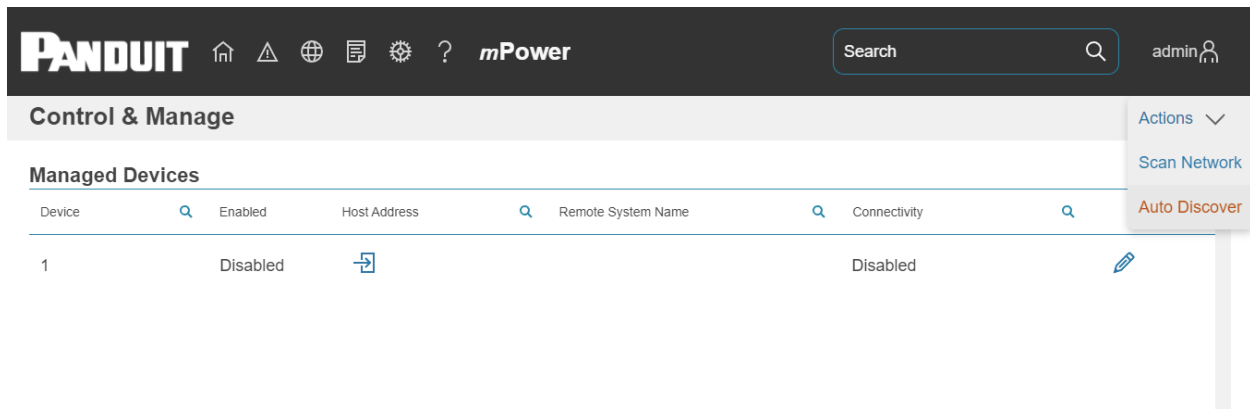 PANDUIT ? mPower Search admin
Control & Manage Actions
Scan Network
Managed Devices
Auto Discover
Device Enabled Host Address Remote System Name Connectivity
1 Disabled Disabled